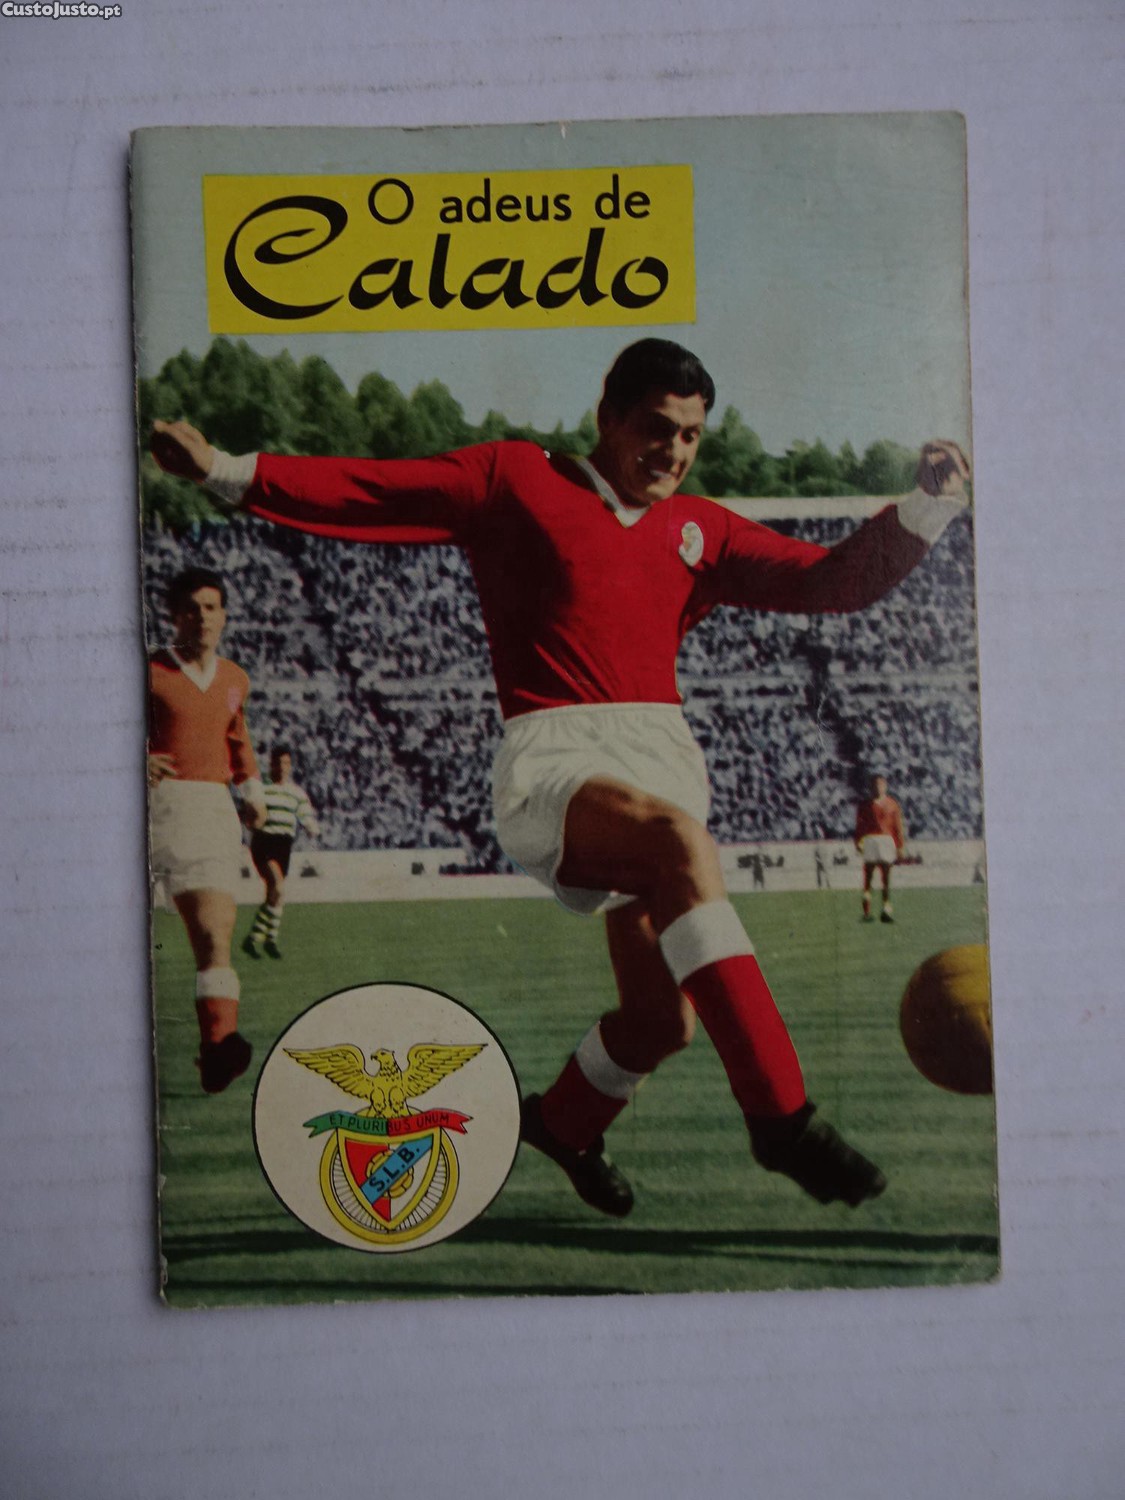 CustoJusto.pt
O adeus de
Calado
ET PLURIBUS UNUM
S.L.B.